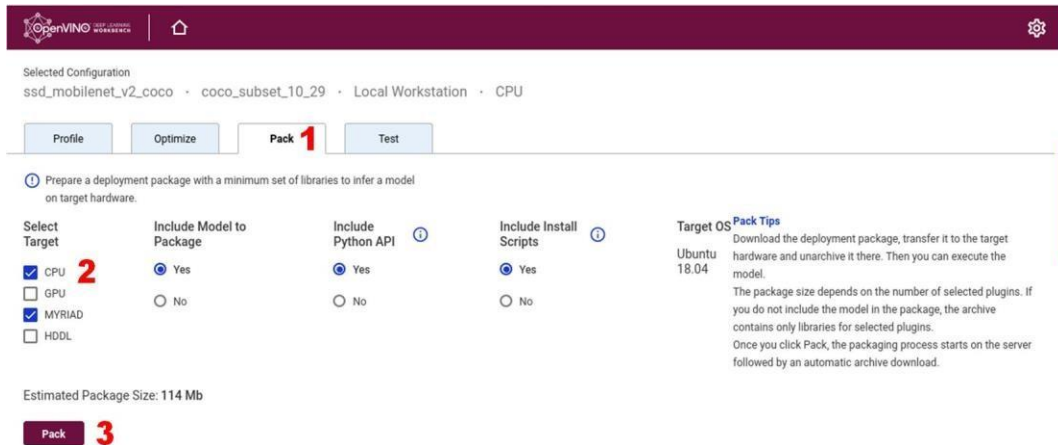 OpenVINO DEEP LEARNING WORKBENCH
Selected Configuration
ssd_mobilenet_v2_coco · coco_subset_10_29 · Local Workstation · CPU
Profile Optimize Pack 1 Test
Prepare a deployment package with a minimum set of libraries to infer a model
on target hardware.
Select
Target
CPU 2
GPU
MYRIAD
HDDL
Include Model to
Package
Yes
No
Include
Python API
Yes
No
Include Install
Scripts
Yes
No
Target OS
Ubuntu
18.04
Pack Tips
Download the deployment package, transfer it to the target
hardware and unarchive it there. Then you can execute the
model.
The package size depends on the number of selected plugins. If
you do not include the model in the package, the archive
contains only libraries for selected plugins.
Once you click Pack, the packaging process starts on the server
followed by an automatic archive download.
Estimated Package Size: 114 Mb
Pack 3